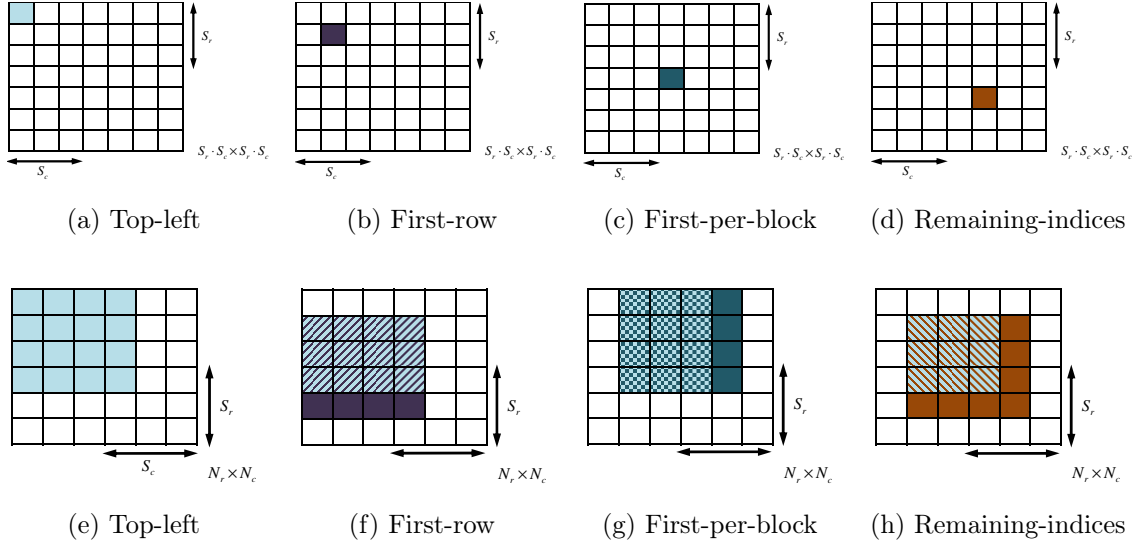 S_r
S_r
S_r
S_r
S_r · S_c × S_r · S_c
S_r · S_c × S_r · S_c
S_r · S_c × S_r · S_c
S_r · S_c × S_r · S_c
S_c
S_c
S_c
S_c
(a) Top-left
(b) First-row
(c) First-per-block
(d) Remaining-indices
S_r
S_r
S_r
S_r
S_c
N_r × N_c
N_r × N_c
N_r × N_c
N_r × N_c
(e) Top-left
(f) First-row
(g) First-per-block
(h) Remaining-indices